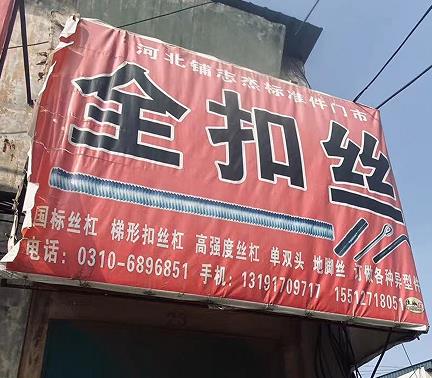 河北铺志杰标准件门市
全扣丝
国标丝杠 梯形扣丝杠 高强度丝杠 单双头 地脚丝 订做各种异型件
电话：0310-6896851 手机：13191709717 15512718051